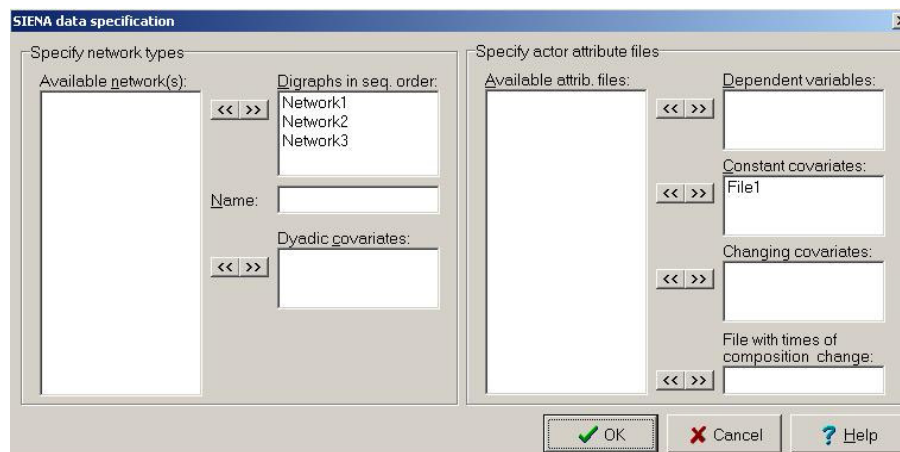 SIENA data specification
Specify network types
Available network(s):
<< >>
Digraphs in seq. order:
Network1
Network2
Network3
Name:
<< >>
Dyadic covariates:
Specify actor attribute files
Available attrib. files:
<< >>
Dependent variables:
<< >>
Constant covariates:
File1
<< >>
Changing covariates:
<< >>
File with times of
composition change:
OK
Cancel
? Help